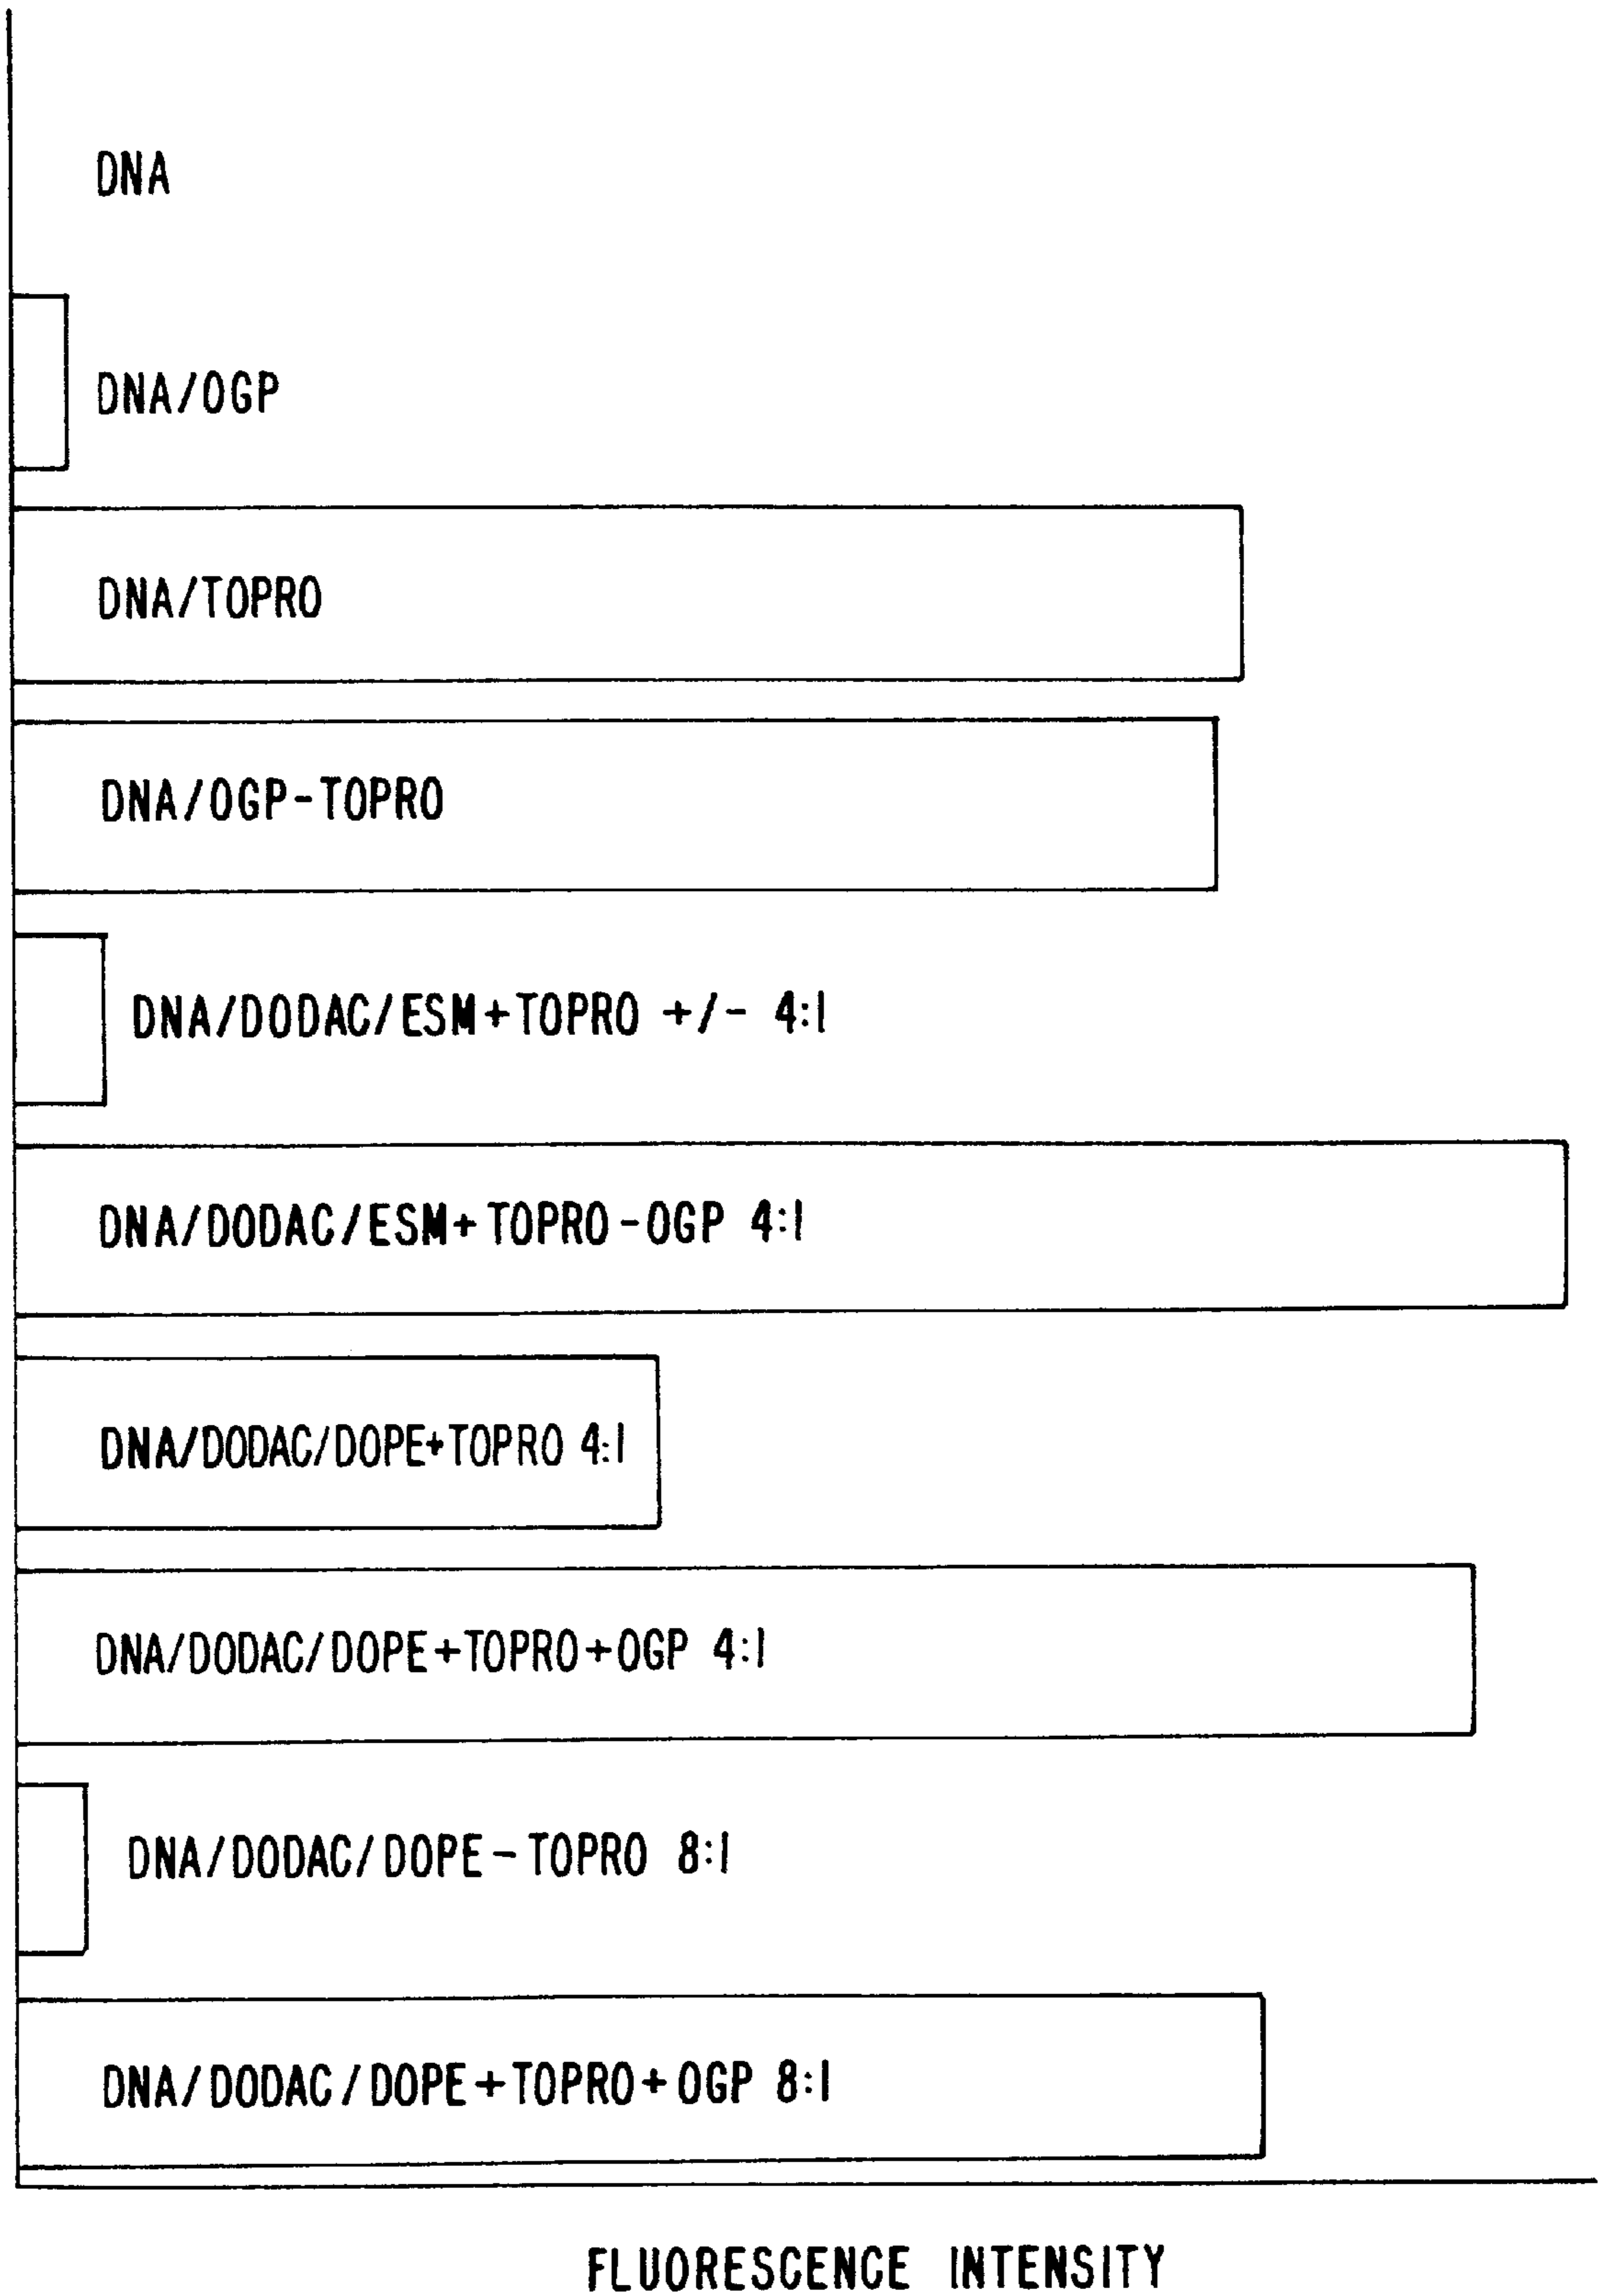 DNA
DNA/OGP
DNA/TOPRO
DNA/OGP-TOPRO
DNA/DODAC/ESM+TOPRO +/- 4:1
DNA/DODAC/ESM+TOPRO-OGP 4:1
DNA/DODAC/DOPE+TOPRO 4:1
DNA/DODAC/DOPE+TOPRO+OGP 4:1
DNA/DODAC/DOPE-TOPRO 8:1
DNA/DODAC/DOPE+TOPRO+OGP 8:1
FLUORESCENCE INTENSITY